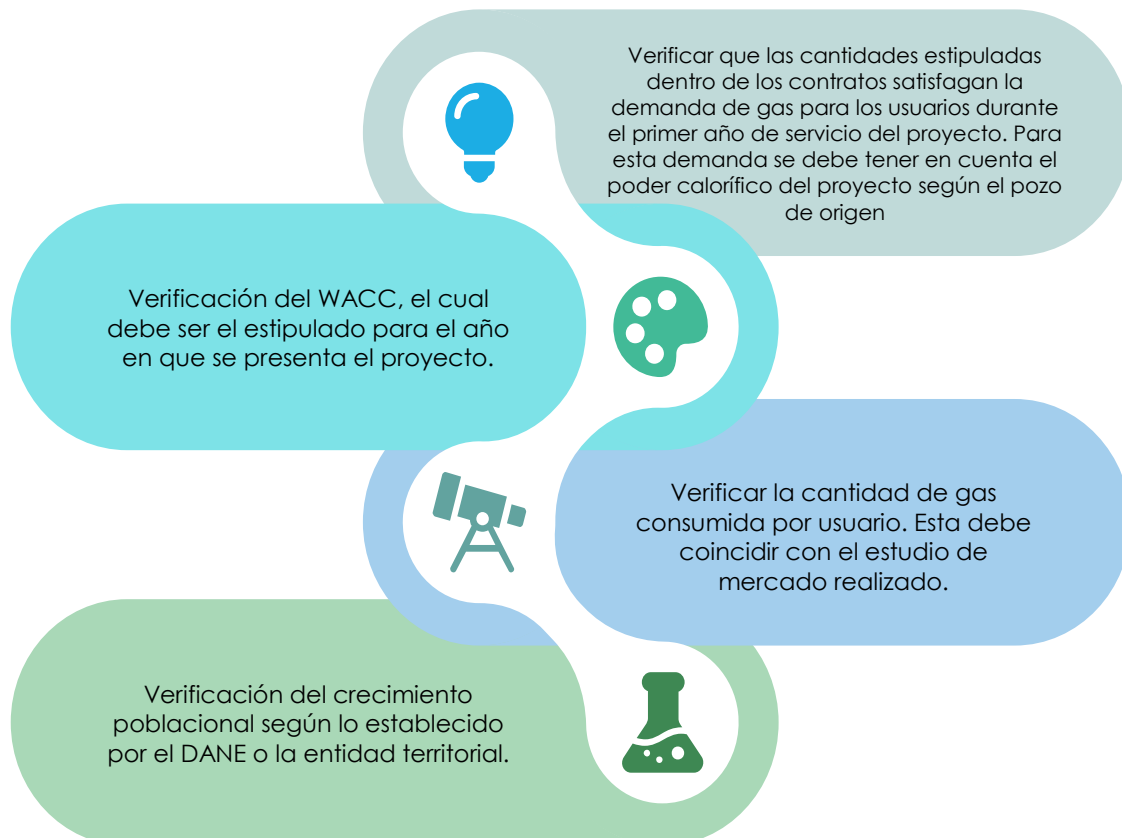 Verificar que las cantidades estipuladas
dentro de los contratos satisfagan la
demanda de gas para los usuarios durante
el primer año de servicio del proyecto. Para
esta demanda se debe tener en cuenta el
poder calorífico del proyecto según el pozo
de origen
Verificación del WACC, el cual
debe ser el estipulado para el año
en que se presenta el proyecto.
Verificar la cantidad de gas
consumida por usuario. Esta debe
coincidir con el estudio de
mercado realizado.
Verificación del crecimiento
poblacional según lo establecido
por el DANE o la entidad territorial.